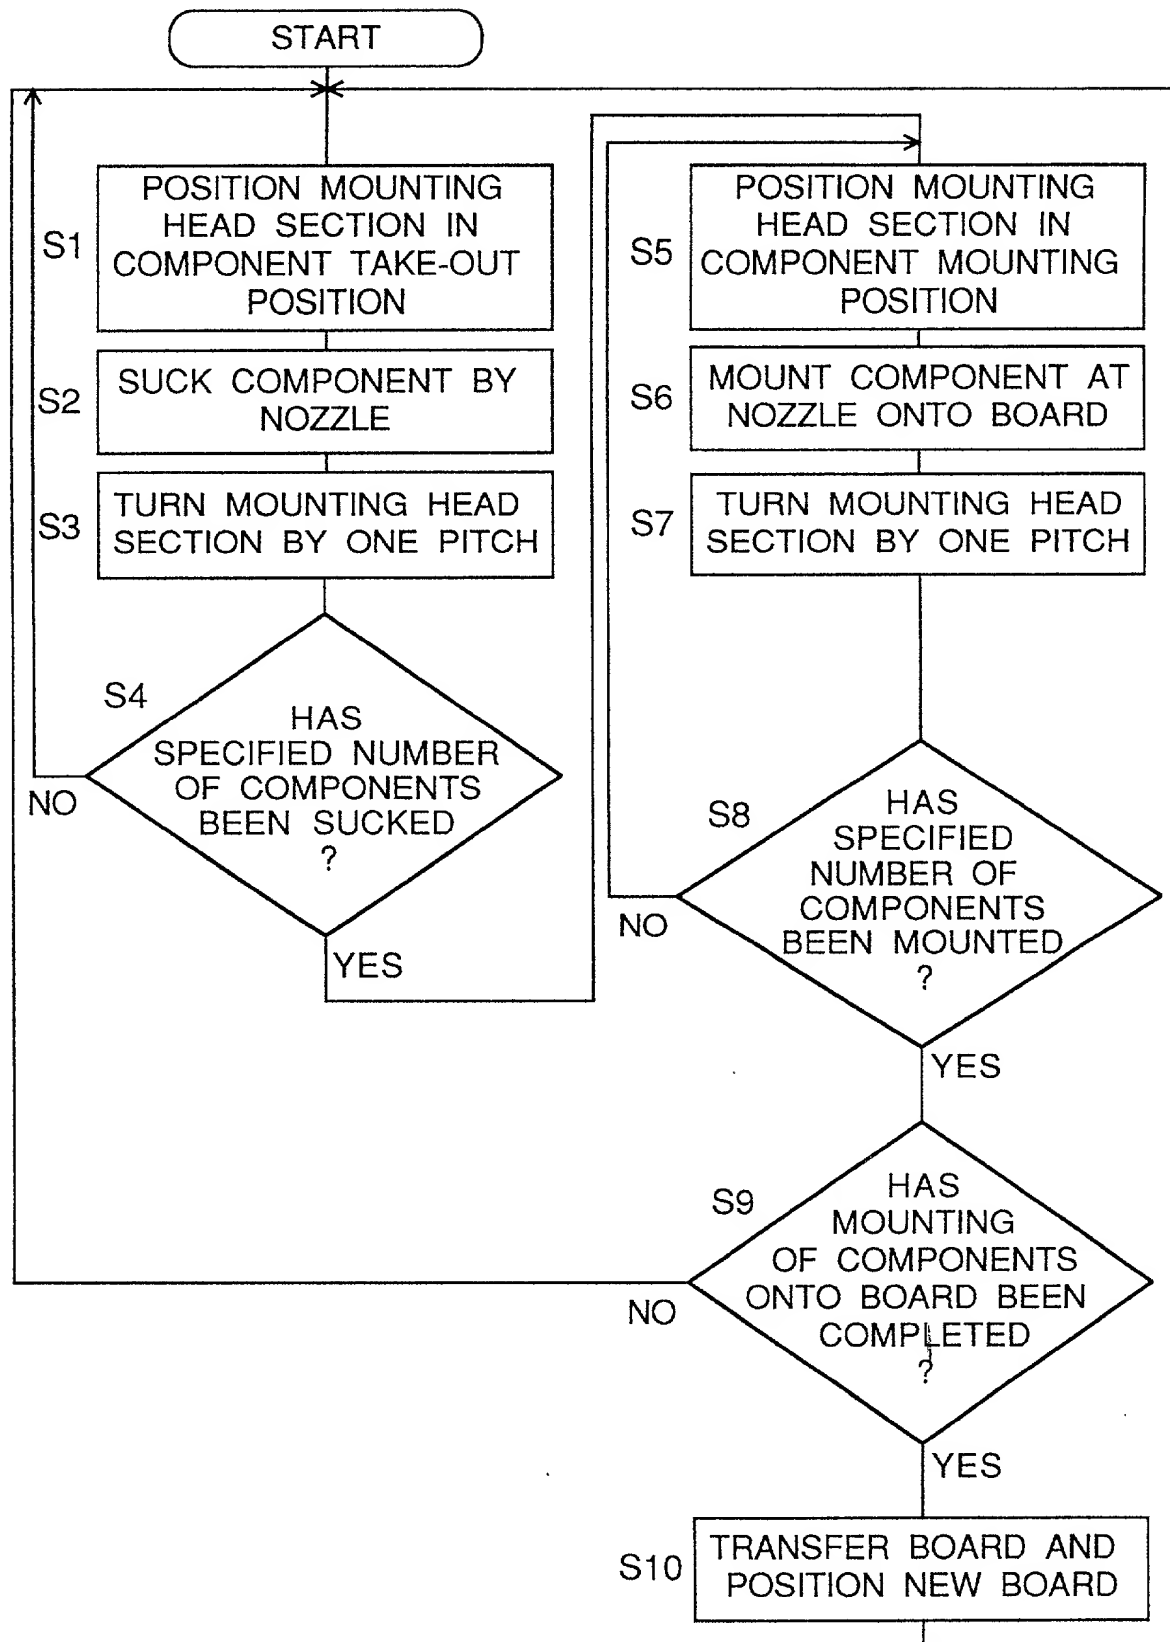 START
S1
POSITION MOUNTING
HEAD SECTION IN
COMPONENT TAKE-OUT
POSITION
S2
SUCK COMPONENT BY
NOZZLE
S3
TURN MOUNTING HEAD
SECTION BY ONE PITCH
S4
HAS
SPECIFIED NUMBER
OF COMPONENTS
BEEN SUCKED
?
NO
YES
S5
POSITION MOUNTING
HEAD SECTION IN
COMPONENT MOUNTING
POSITION
S6
MOUNT COMPONENT AT
NOZZLE ONTO BOARD
S7
TURN MOUNTING HEAD
SECTION BY ONE PITCH
S8
HAS
SPECIFIED
NUMBER OF
COMPONENTS
BEEN MOUNTED
?
NO
YES
S9
HAS
MOUNTING
OF COMPONENTS
ONTO BOARD BEEN
COMPLETED
?
NO
YES
S10
TRANSFER BOARD AND
POSITION NEW BOARD